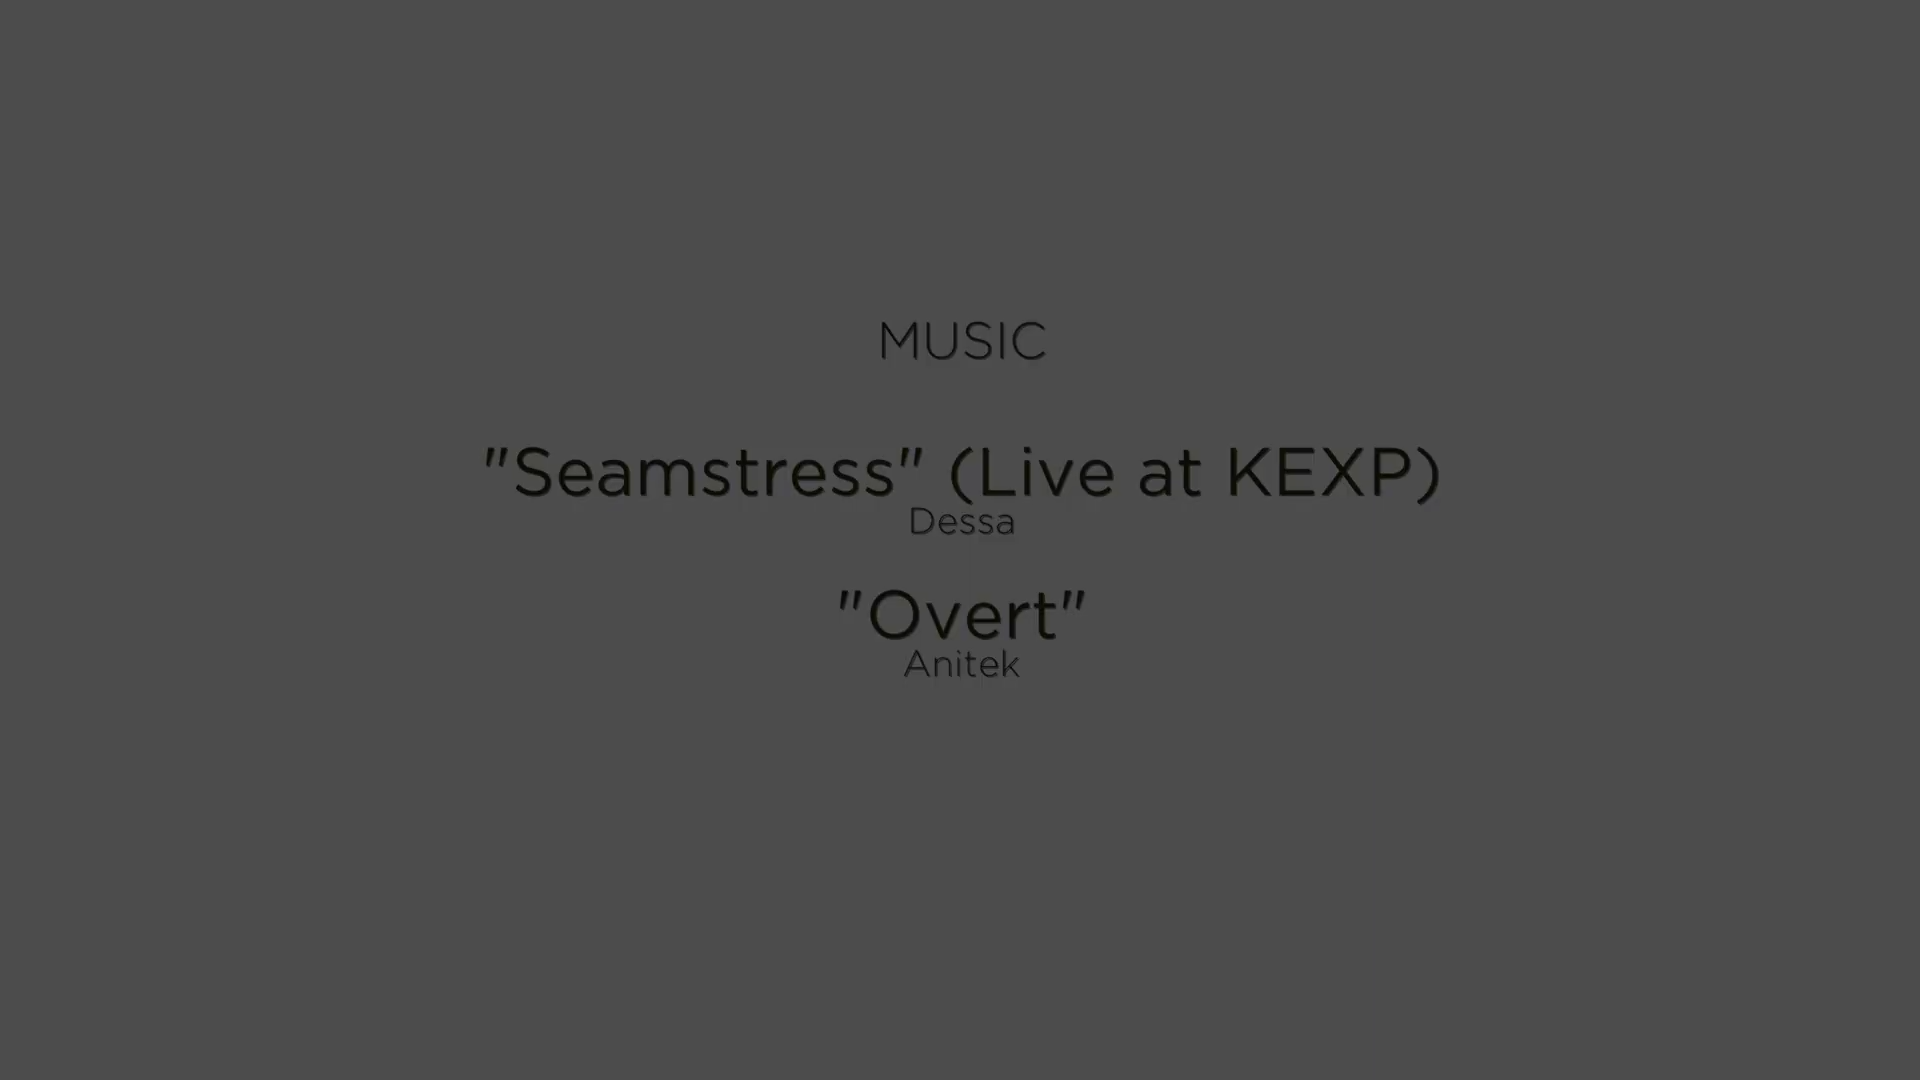 MUSIC
"Seamstress" (Live at KEXP)
Dessa
"Overt"
Anitek